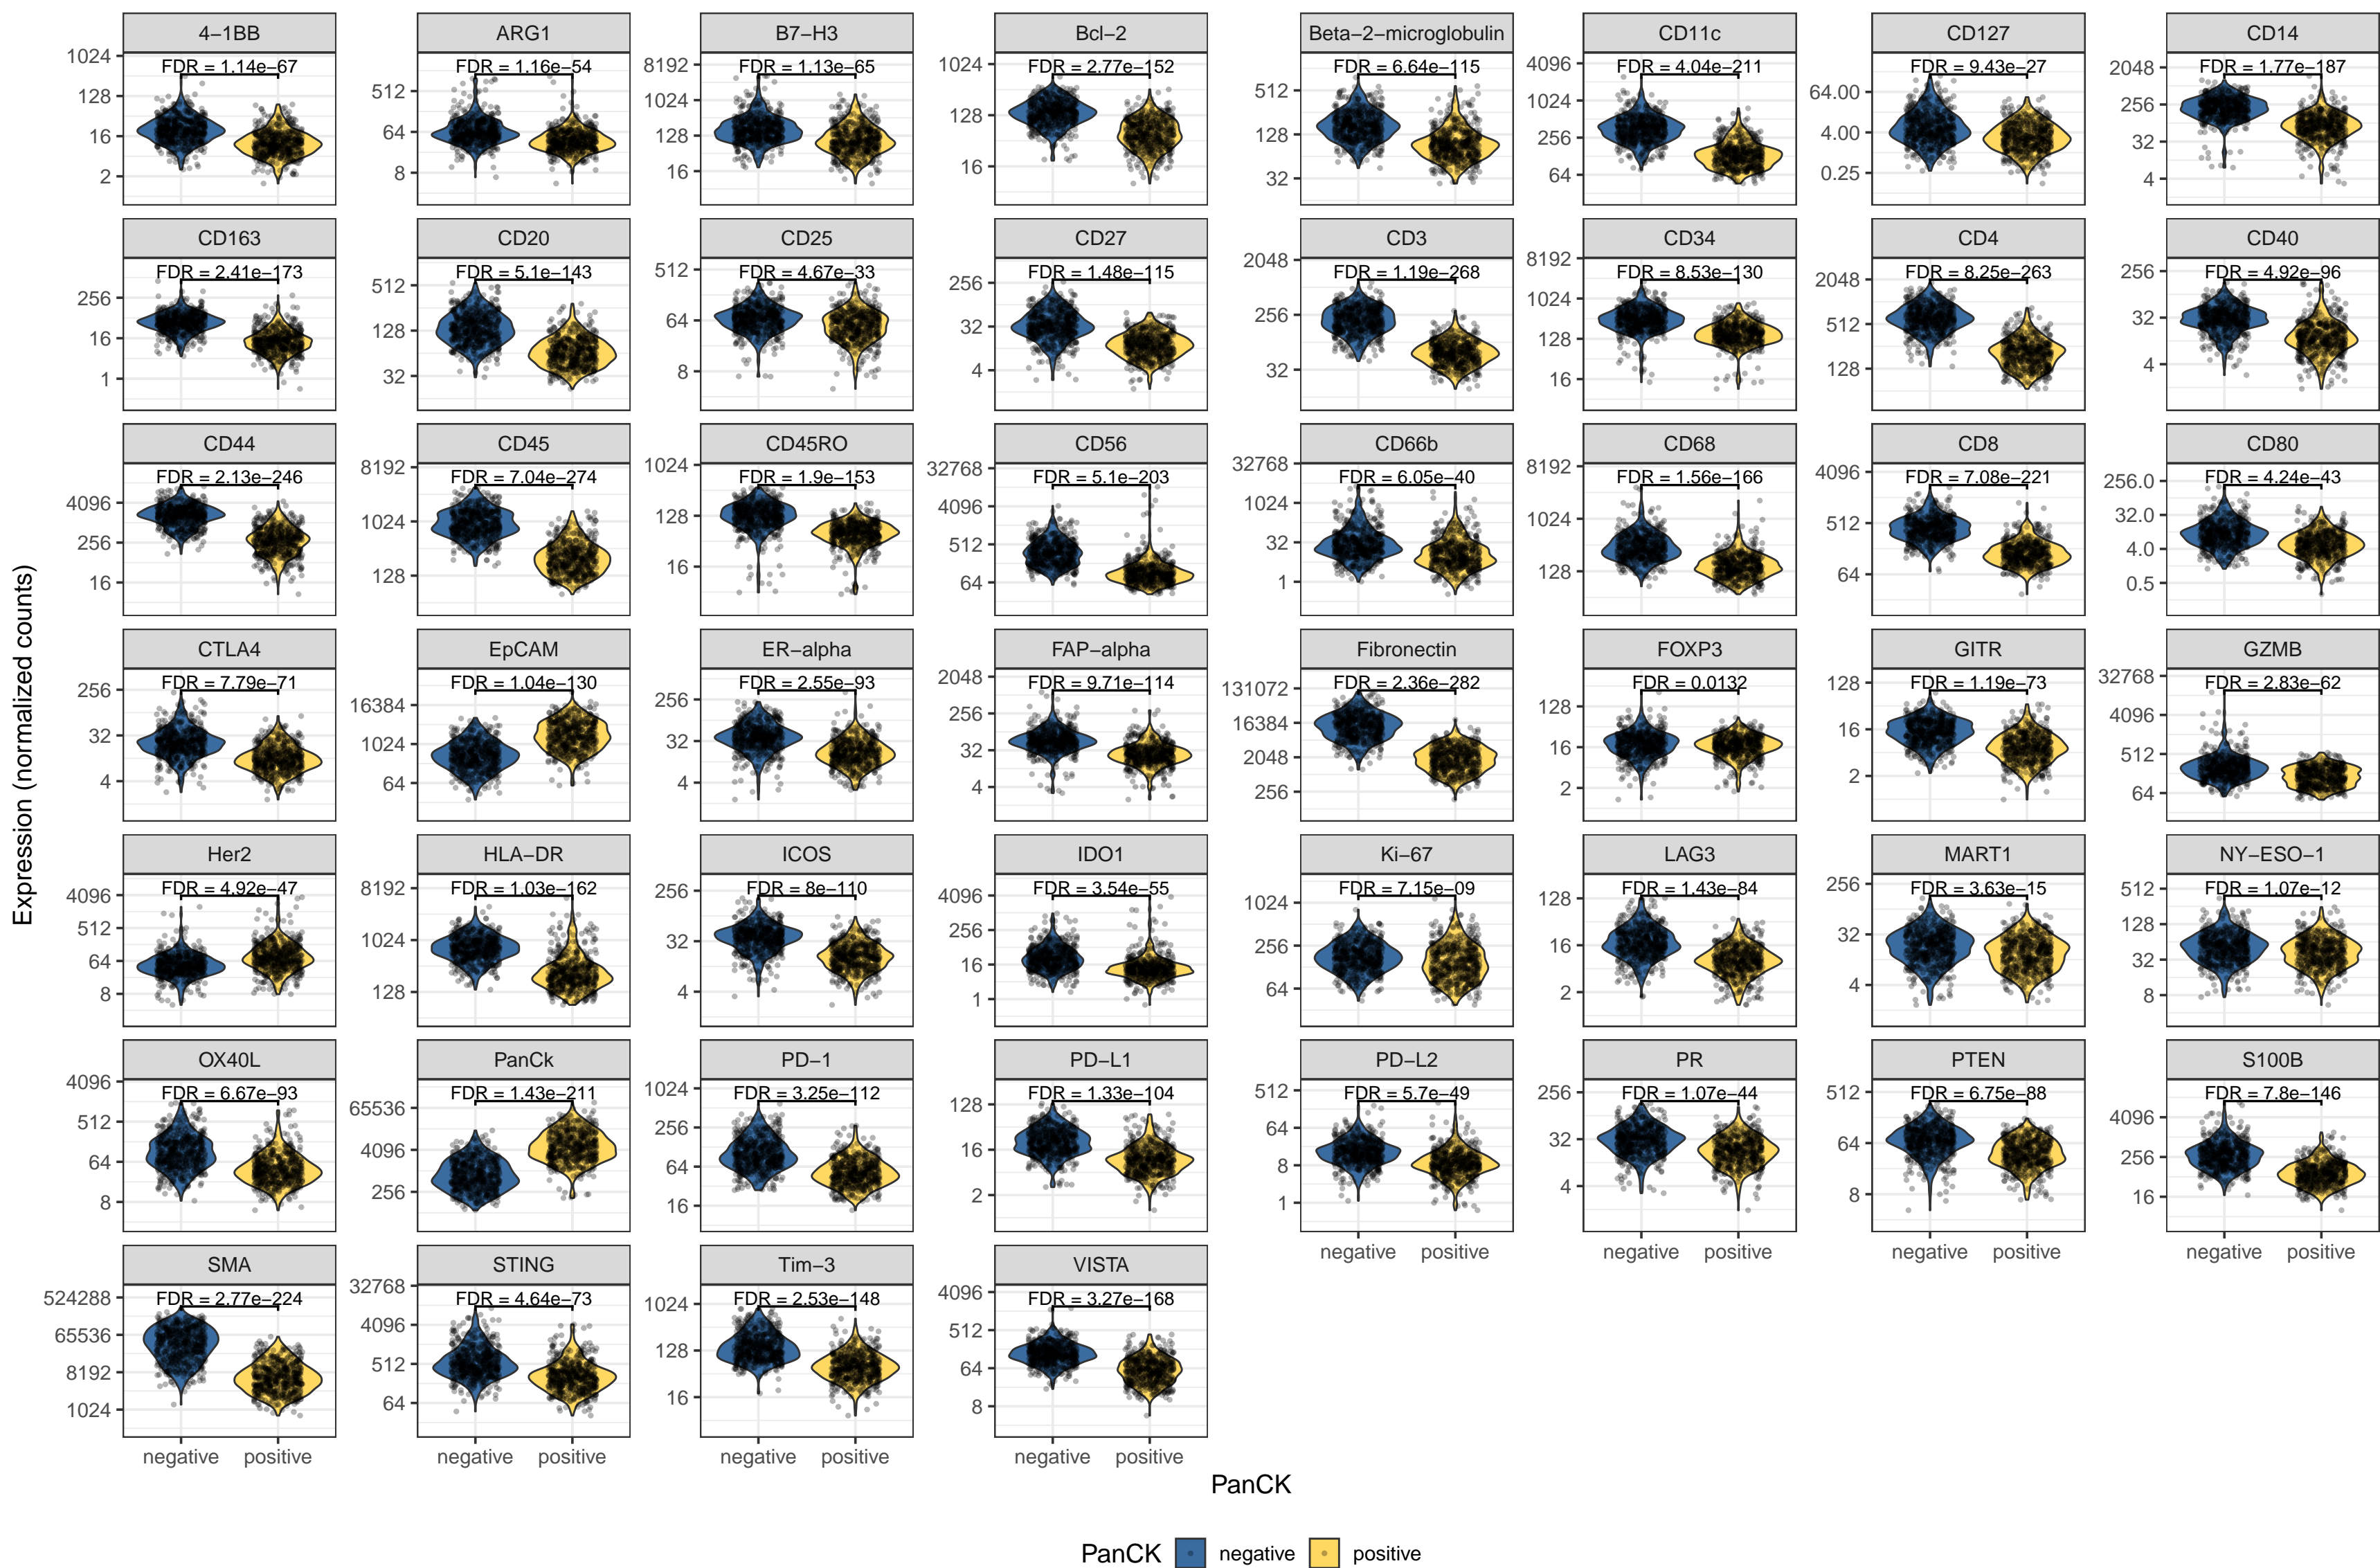 4−1BB ARG1 B7−H3 Bcl−2 Beta−2−microglobulin CD11c CD127 CD14
FDR = 1.14e−67 FDR = 1.16e−54 FDR = 1.13e−65 FDR = 2.77e−152 FDR = 6.64e−115 FDR = 4.04e−211 FDR = 9.43e−27 FDR = 1.77e−187
1024 128 16 2
512 64 8
8192 1024 128 16
1024 128 16
512 128 32
4096 1024 256 64
64.00 4.00 0.25
2048 256 32 4
CD163 CD20 CD25 CD27 CD3 CD34 CD4 CD40
FDR = 2.41e−173 FDR = 5.1e−143 FDR = 4.67e−33 FDR = 1.48e−115 FDR = 1.19e−268 FDR = 8.53e−130 FDR = 8.25e−263 FDR = 4.92e−96
256 16 1
512 128 32
512 64 8
256 32 4
2048 256 32
8192 1024 128 16
2048 512 128
256 32 4
CD44 CD45 CD45RO CD56 CD66b CD68 CD8 CD80
FDR = 2.13e−246 FDR = 7.04e−274 FDR = 1.9e−153 FDR = 5.1e−203 FDR = 6.05e−40 FDR = 1.56e−166 FDR = 7.08e−221 FDR = 4.24e−43
4096 256 16
8192 1024 128
1024 128 16
32768 4096 512 64
32768 1024 32 1
8192 1024 128
4096 512 64
256.0 32.0 4.0 0.5
Expression (normalized counts)
CTLA4 EpCAM ER−alpha FAP−alpha Fibronectin FOXP3 GITR GZMB
FDR = 7.79e−71 FDR = 1.04e−130 FDR = 2.55e−93 FDR = 9.71e−114 FDR = 2.36e−282 FDR = 0.0132 FDR = 1.19e−73 FDR = 2.83e−62
256 32 4
16384 1024 64
256 32 4
2048 256 32 4
131072 16384 2048 256
128 16 2
128 16 2
32768 4096 512 64
Her2 HLA−DR ICOS IDO1 Ki−67 LAG3 MART1 NY−ESO−1
FDR = 4.92e−47 FDR = 1.03e−162 FDR = 8e−110 FDR = 3.54e−55 FDR = 7.15e−09 FDR = 1.43e−84 FDR = 3.63e−15 FDR = 1.07e−12
4096 512 64 8
8192 1024 128
256 32 4
4096 256 16 1
1024 256 64
128 16 2
256 32 4
512 128 32 8
OX40L PanCk PD−1 PD−L1 PD−L2 PR PTEN S100B
FDR = 6.67e−93 FDR = 1.43e−211 FDR = 3.25e−112 FDR = 1.33e−104 FDR = 5.7e−49 FDR = 1.07e−44 FDR = 6.75e−88 FDR = 7.8e−146
4096 512 64 8
65536 4096 256
1024 256 64 16
128 16 2
512 64 8 1
256 32 4
512 64 8
4096 256 16
negative positive negative positive negative positive negative positive
SMA STING Tim−3 VISTA
FDR = 2.77e−224 FDR = 4.64e−73 FDR = 2.53e−148 FDR = 3.27e−168
524288 65536 8192 1024
32768 4096 512 64
1024 128 16
4096 512 64 8
negative positive negative positive negative positive negative positive
PanCK
PanCK negative positive